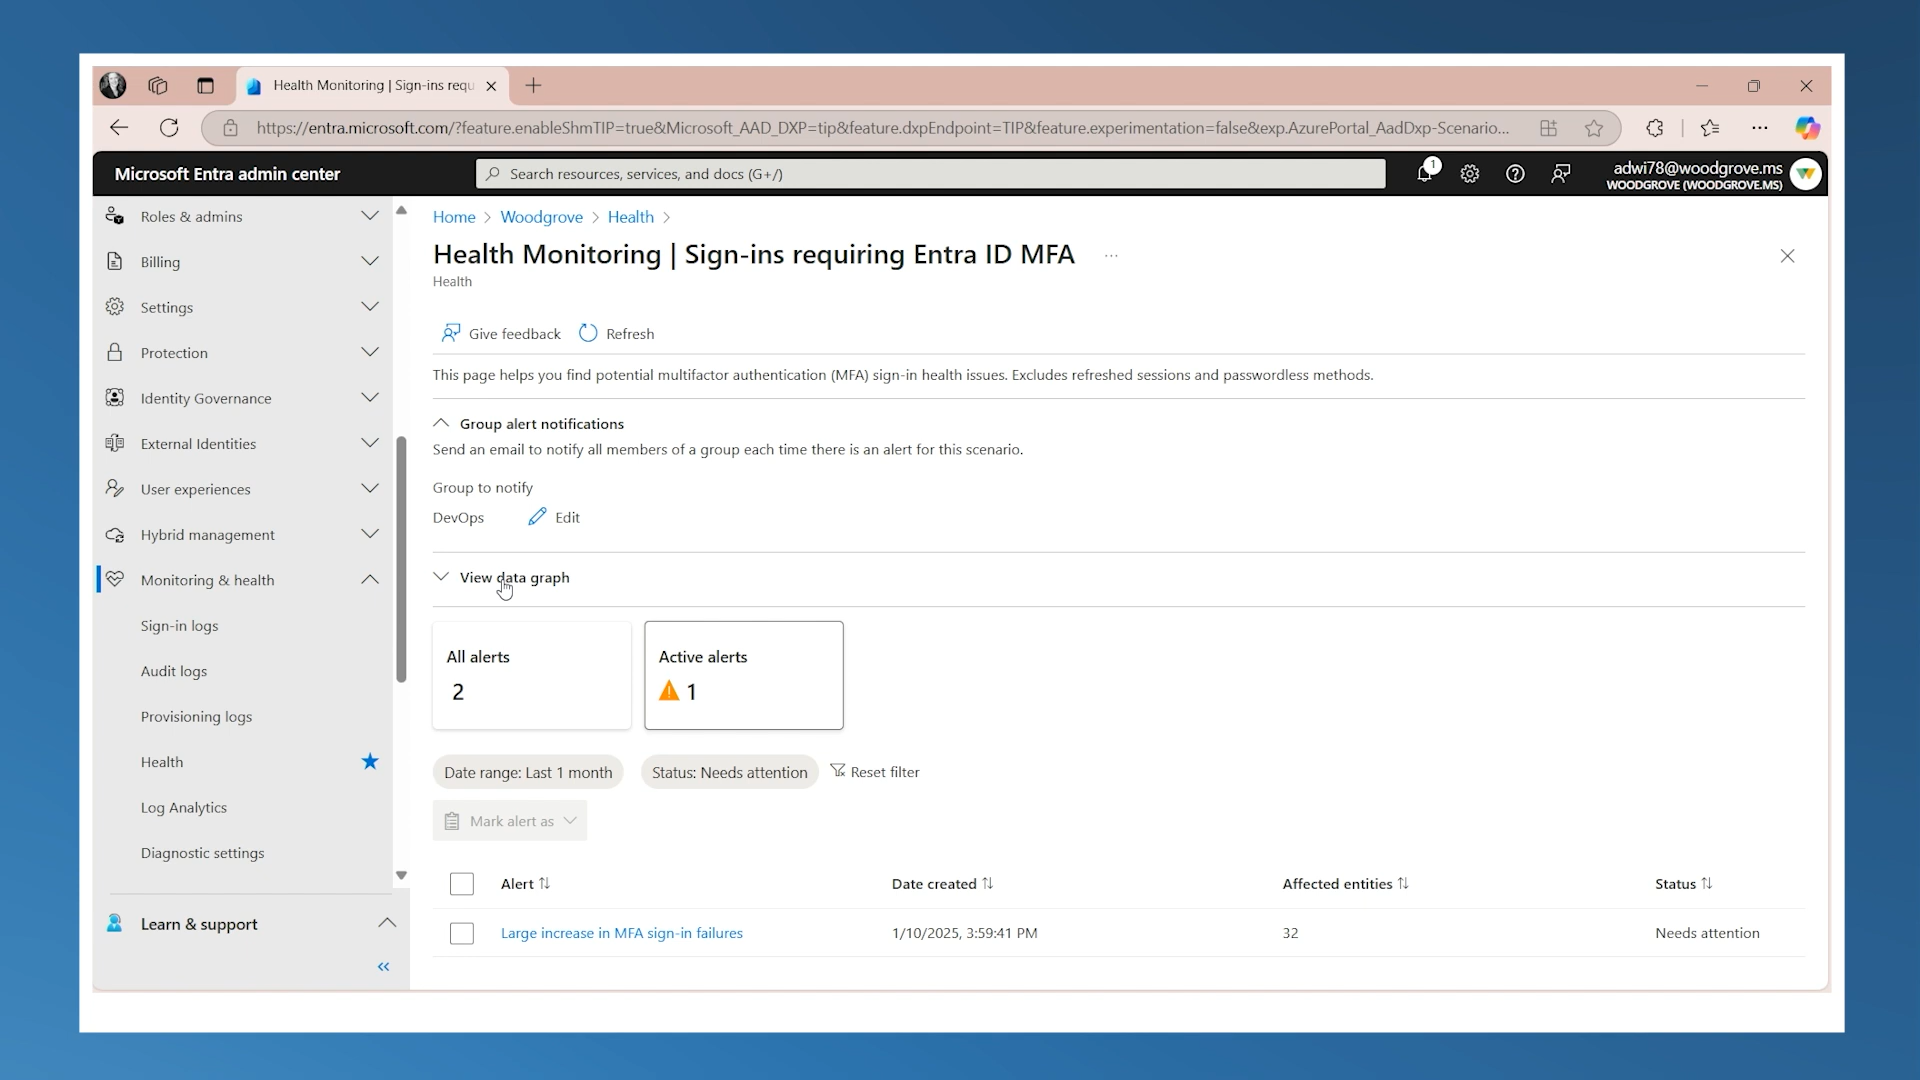 Health Monitoring | Sign-ins requ
https://entra.microsoft.com/?feature.enableShmTIP=true&Microsoft_AAD_DXP=tip&feature.dxpEndpoint=TIP&feature.experimentation=false&exp.AzurePortal_AadDxp-Scenario...
Microsoft Entra admin center
Search resources, services, and docs (G+/)
1
adwi78@woodgrove.ms
WOODGROVE (WOODGROVE.MS)
Roles & admins
Billing
Settings
Protection
Identity Governance
External Identities
User experiences
Hybrid management
Monitoring & health
Sign-in logs
Audit logs
Provisioning logs
Health
Log Analytics
Diagnostic settings
Learn & support
Home > Woodgrove > Health >
Health Monitoring | Sign-ins requiring Entra ID MFA ...
Health
Give feedback Refresh
This page helps you find potential multifactor authentication (MFA) sign-in health issues. Excludes refreshed sessions and passwordless methods.
Group alert notifications
Send an email to notify all members of a group each time there is an alert for this scenario.
Group to notify
DevOps Edit
View data graph
All alerts
2
Active alerts
1
Date range: Last 1 month Status: Needs attention Reset filter
Mark alert as
Alert Date created Affected entities Status
Large increase in MFA sign-in failures 1/10/2025, 3:59:41 PM 32 Needs attention